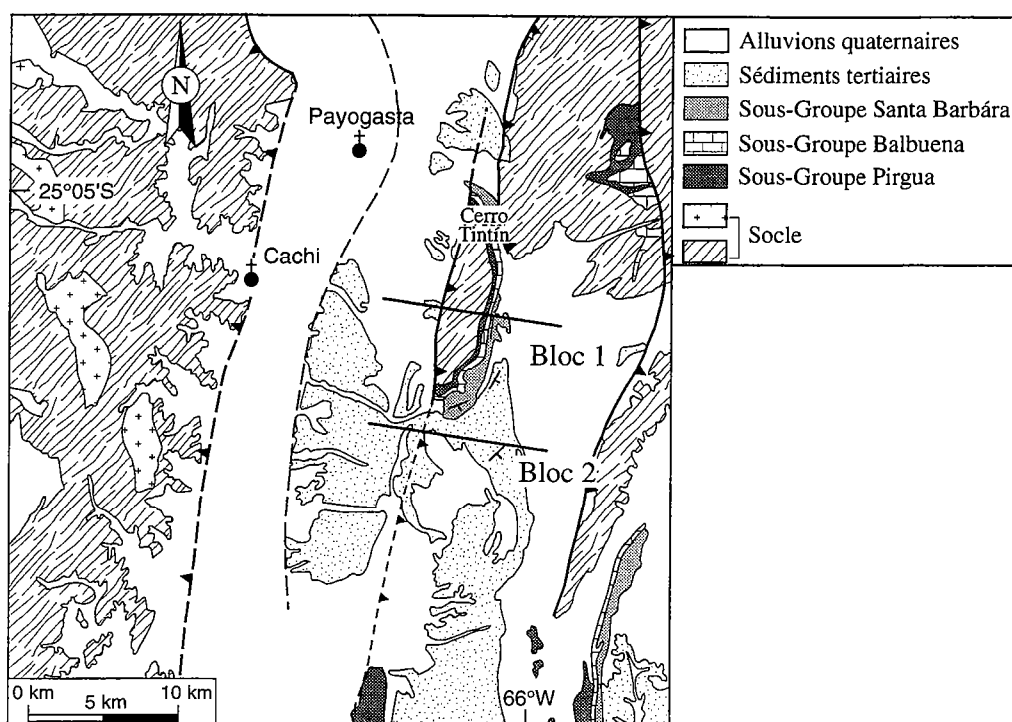 N
Payogasta
25°05'S
Cachi
Cerro
Tintín
Bloc 1
Bloc 2
66°W
0 km
5 km
10 km
Alluvions quaternaires
Sédiments tertiaires
Sous-Groupe Santa Barbára
Sous-Groupe Balbuena
Sous-Groupe Pirgua
Socle